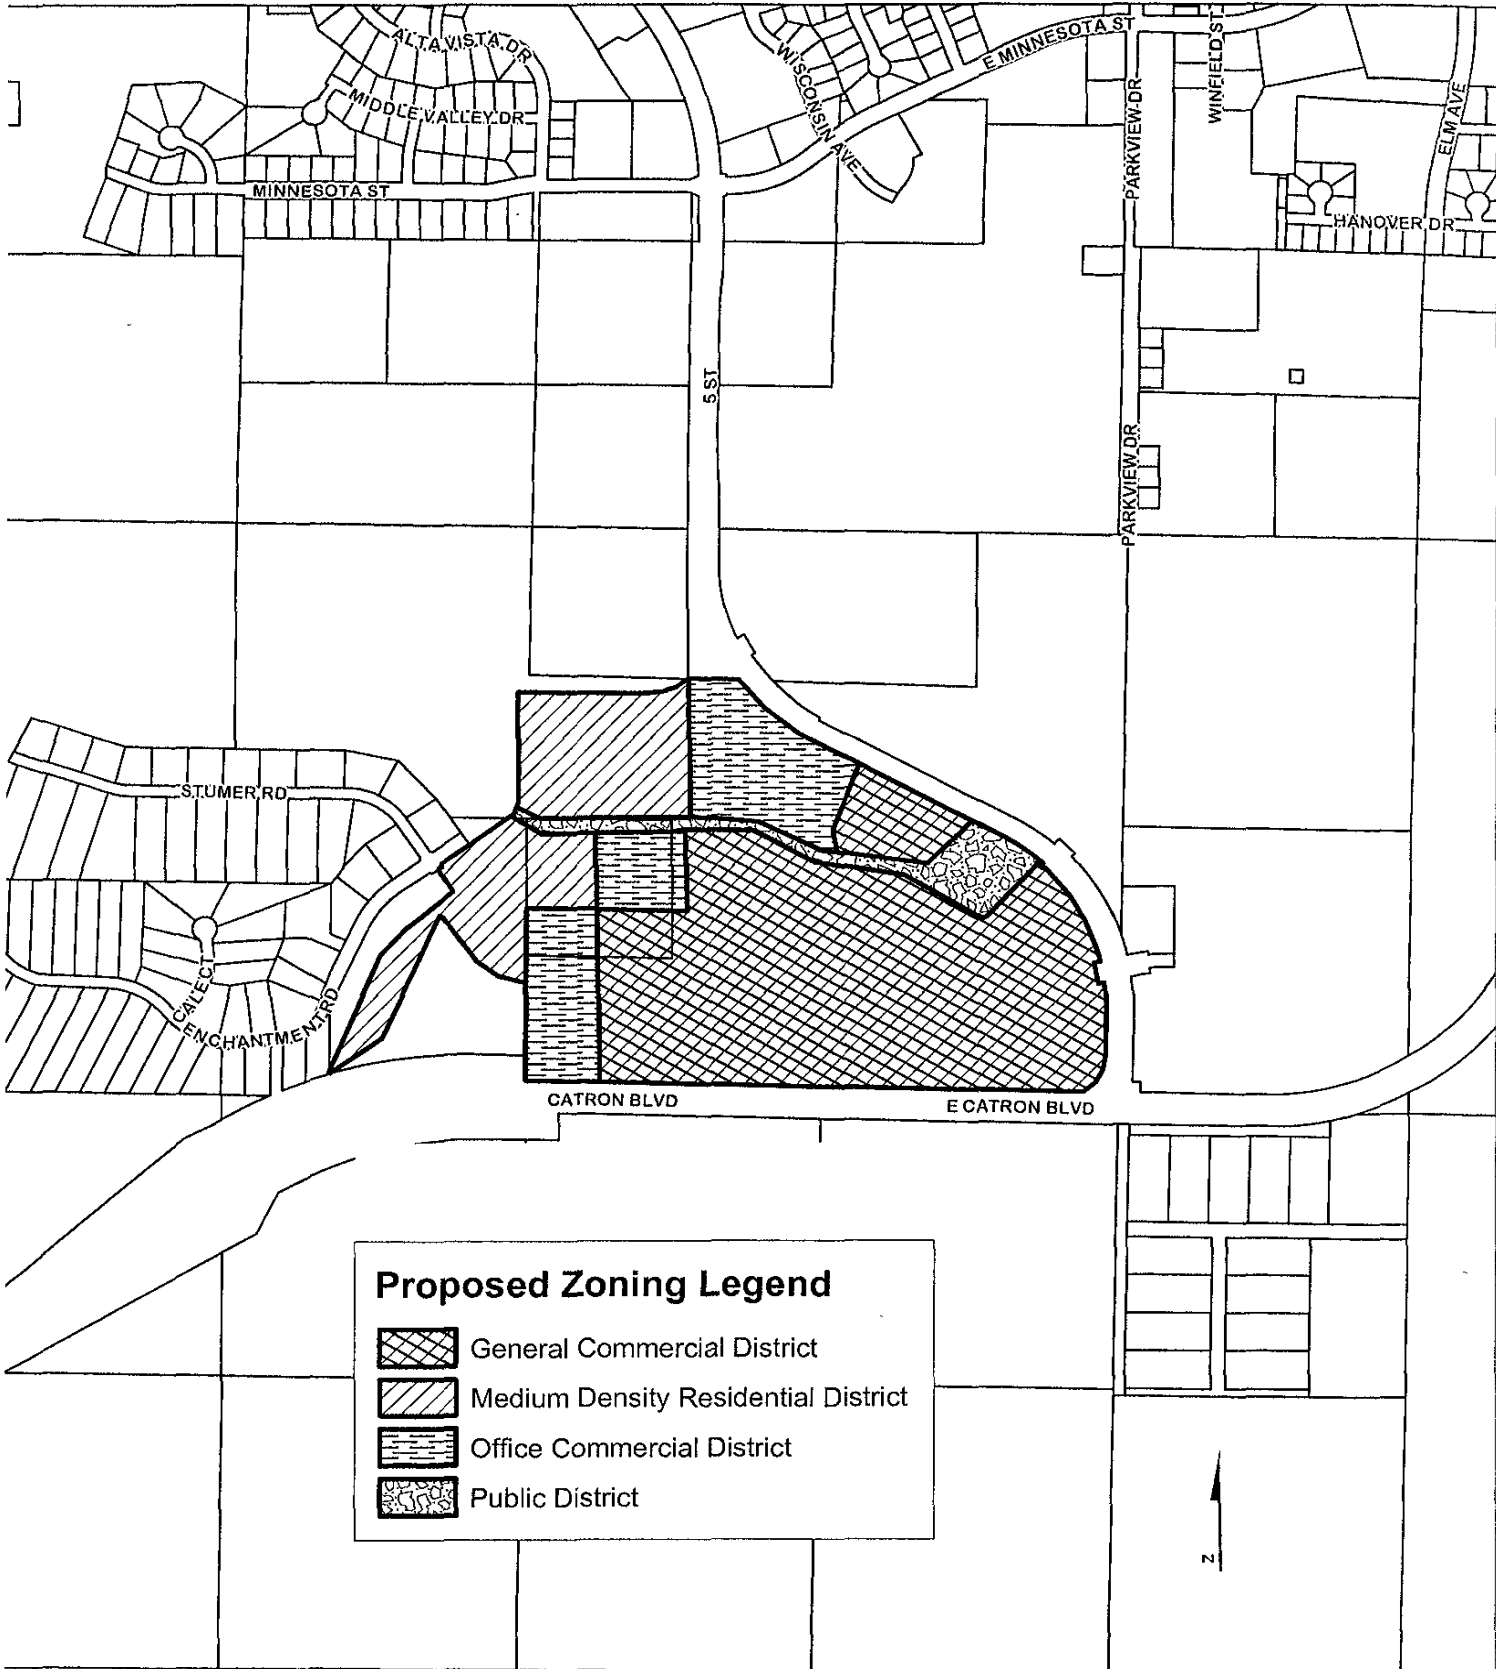 ALTA VISTA DR
WISCONSIN AVE
E MINNESOTA ST
WINFIELD ST
PARKVIEW DR
ELM AVE
MIDDLE VALLEY DR
MINNESOTA ST
HANOVER DR
5 ST
PARKVIEW DR
STUMER RD
CALE CT
ENCHANTMENT RD
CATRON BLVD
E CATRON BLVD
Proposed Zoning Legend
General Commercial District
Medium Density Residential District
Office Commercial District
Public District
N